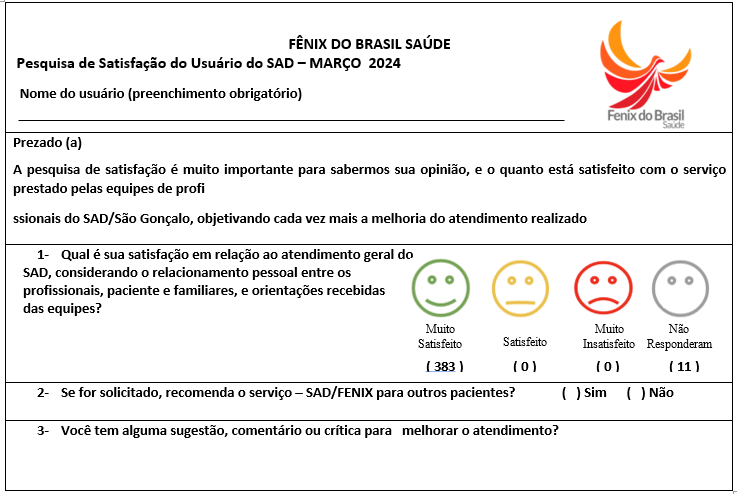 FÊNIX DO BRASIL SAÚDE
Pesquisa de Satisfação do Usuário do SAD – MARÇO 2024
Nome do usuário (preenchimento obrigatório)
Fenix do Brasil
Saúde
Prezado (a)
A pesquisa de satisfação é muito importante para sabermos sua opinião, e o quanto está satisfeito com o serviço
prestado pelas equipes de profi
ssionais do SAD/São Gonçalo, objetivando cada vez mais a melhoria do atendimento realizado
1- Qual é sua satisfação em relação ao atendimento geral do
SAD, considerando o relacionamento pessoal entre os
profissionais, paciente e familiares, e orientações recebidas
das equipes?
Muito Satisfeito
Satisfeito
Muito Insatisfeito
Não Responderam
( 383 ) ( 0 ) ( 0 ) ( 11 )
2- Se for solicitado, recomenda o serviço – SAD/FENIX para outros pacientes? ( ) Sim ( ) Não
3- Você tem alguma sugestão, comentário ou crítica para melhorar o atendimento?